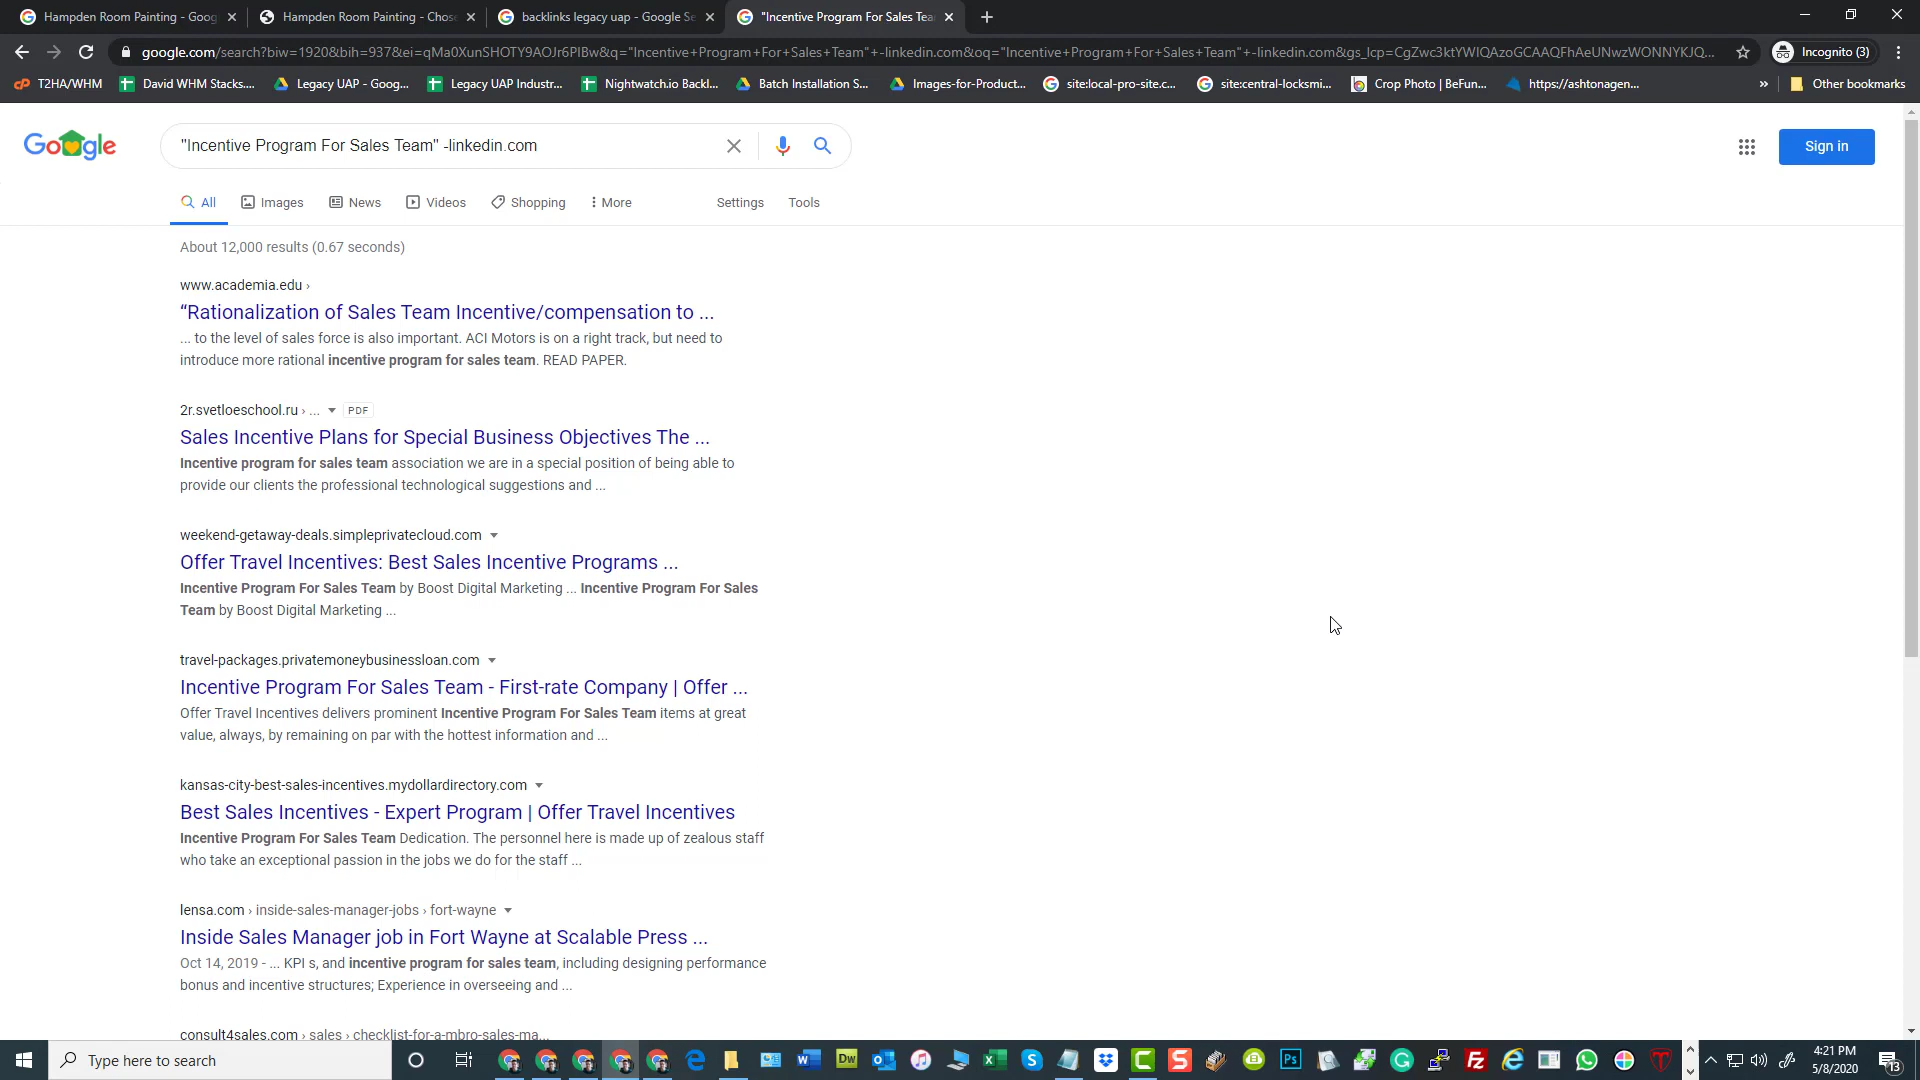 Hampden Room Painting - Goog
Hampden Room Painting - Chose
backlinks legacy uap - Google Se
"Incentive Program For Sales Tea
google.com/search?biw=1920&bih=937&ei=qMa0XunSHOTY9AOJr6PIBw&q="Incentive+Program+For+Sales+Team"+-linkedin.com&oq="Incentive+Program+For+Sales+Team"+-linkedin.com&gs_lcp=CgZwc3ktYWIQAzoGCAAQFhAeUNwzWONNYKJQ...
Incognito (3)
T2HA/WHM
David WHM Stacks....
Legacy UAP - Goog...
Legacy UAP Industr...
Nightwatch.io Backl...
Batch Installation S...
Images-for-Product...
site:local-pro-site.c...
site:central-locksmi...
Crop Photo | BeFun...
https://ashtonagen...
»
Other bookmarks
Google
"Incentive Program For Sales Team" -linkedin.com
Sign in
All
Images
News
Videos
Shopping
More
Settings
Tools
About 12,000 results (0.67 seconds)
www.academia.edu ›
“Rationalization of Sales Team Incentive/compensation to ...
... to the level of sales force is also important. ACI Motors is on a right track, but need to
introduce more rational incentive program for sales team. READ PAPER.
2r.svetloeschool.ru › ... PDF
Sales Incentive Plans for Special Business Objectives The ...
Incentive program for sales team association we are in a special position of being able to
provide our clients the professional technological suggestions and ...
weekend-getaway-deals.simpleprivatecloud.com
Offer Travel Incentives: Best Sales Incentive Programs ...
Incentive Program For Sales Team by Boost Digital Marketing ... Incentive Program For Sales
Team by Boost Digital Marketing ...
travel-packages.privatemoneybusinessloan.com
Incentive Program For Sales Team - First-rate Company | Offer ...
Offer Travel Incentives delivers prominent Incentive Program For Sales Team items at great
value, always, by remaining on par with the hottest information and ...
kansas-city-best-sales-incentives.mydollardirectory.com
Best Sales Incentives - Expert Program | Offer Travel Incentives
Incentive Program For Sales Team Dedication. The personnel here is made up of zealous staff
who take an exceptional passion in the jobs we do for the staff ...
lensa.com › inside-sales-manager-jobs › fort-wayne
Inside Sales Manager job in Fort Wayne at Scalable Press ...
Oct 14, 2019 - ... KPI s, and incentive program for sales team, including designing performance
bonus and incentive structures; Experience in overseeing and ...
consult4sales.com › sales › checklist-for-a-mbro-sales-ma...
Type here to search
Dw
Ps
Fz
4:21 PM
5/8/2020
13